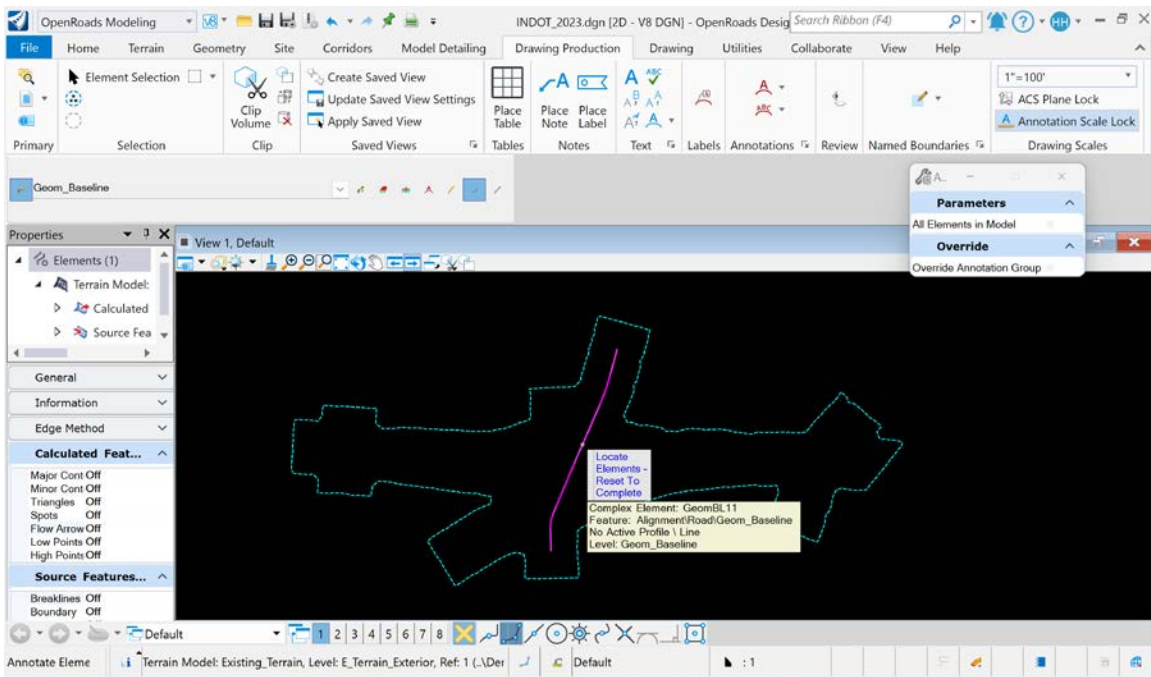 OpenRoads Modeling
INDOT_2023.dgn [2D - V8 DGN] - OpenRoads Desig
Search Ribbon (F4)
HH
File Home Terrain Geometry Site Corridors Model Detailing Drawing Production Drawing Utilities Collaborate View Help
Element Selection
Clip Volume
Create Saved View
Update Saved View Settings
Apply Saved View
Place Table
Place Note
Place Label
1"=100'
ACS Plane Lock
Annotation Scale Lock
Primary Selection Clip Saved Views Tables Notes Text Labels Annotations Review Named Boundaries Drawing Scales
Geom_Baseline
A..
Parameters
All Elements in Model
Override
Override Annotation Group
Properties
Elements (1)
Terrain Model:
Calculated
Source Fea
General
Information
Edge Method
Calculated Feat...
Major Cont Off
Minor Cont Off
Triangles Off
Spots Off
Flow Arrow Off
Low Points Off
High Points Off
Source Features...
Breaklines Off
Boundary Off
View 1, Default
Locate
Elements -
Reset To
Complete
Complex Element: GeomBL11
Feature: Alignment\Road\Geom_Baseline
No Active Profile \ Line
Level: Geom_Baseline
Default
1 2 3 4 5 6 7 8
Annotate Eleme
Terrain Model: Existing_Terrain, Level: E_Terrain_Exterior, Ref: 1 (..\Der
Default
: 1